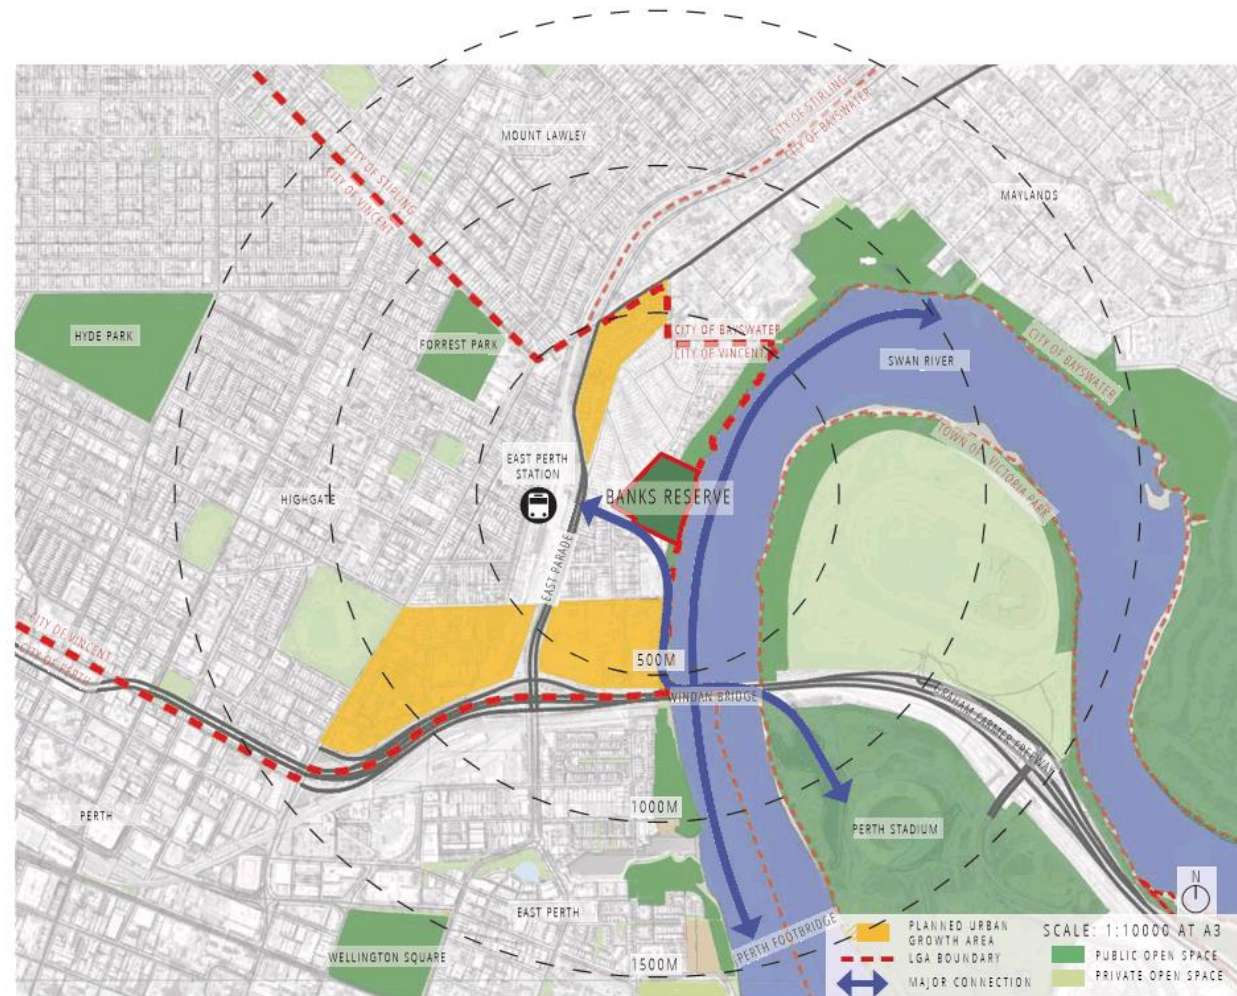 CITY OF STIRLING
CITY OF BAYSWATER
MOUNT LAWLEY
CITY OF STIRLING
CITY OF VINCENT
MAYLANDS
HYDE PARK
FORREST PARK
CITY OF BAYSWATER
CITY OF VINCENT
SWAN RIVER
CITY OF BAYSWATER
TOWN OF VICTORIA PARK
EAST PERTH
STATION
HIGHGATE
BANKS RESERVE
EAST PARADE
CITY OF VINCENT
CITY OF PERTH
500M
WINDAN BRIDGE
GRAHAM FARMER FREEWAY
1000M
PERTH
PERTH STADIUM
EAST PERTH
PERTH FOOTBRIDGE
WELLINGTON SQUARE
1500M
N
PLANNED URBAN
GROWTH AREA
LGA BOUNDARY
MAJOR CONNECTION
SCALE: 1:10000 AT A3
PUBLIC OPEN SPACE
PRIVATE OPEN SPACE